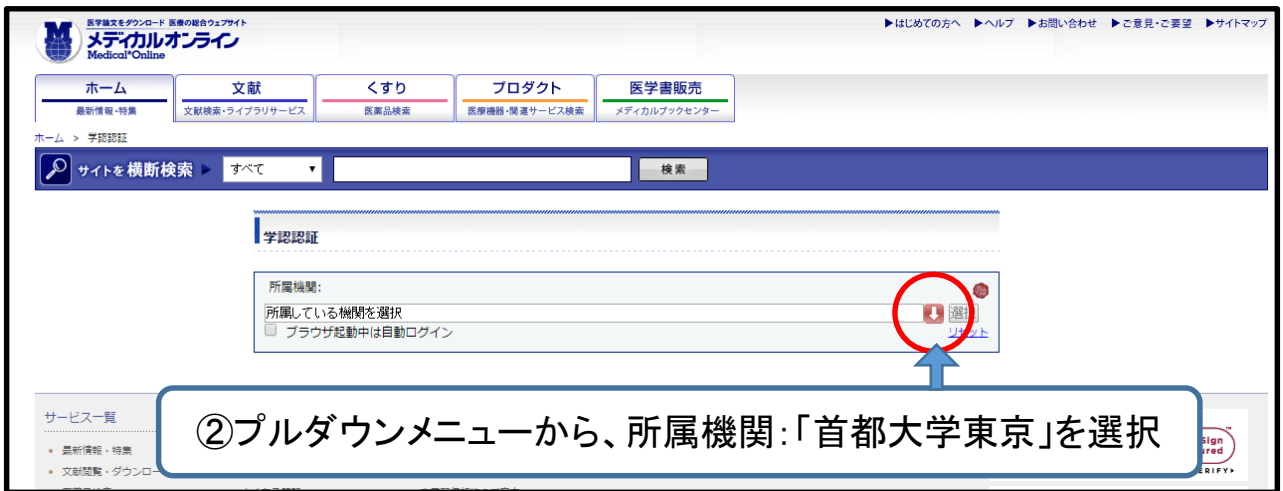 医学論文をダウンロード 医療の総合ウェブサイト
メディカルオンライン
Medical*Online
▶はじめての方へ ▶ヘルプ ▶お問い合わせ ▶ご意見・ご要望 ▶サイトマップ
ホーム
最新情報・特集
文献
文献検索・ライブラリサービス
くすり
医薬品検索
プロダクト
医療機器・関連サービス検索
医学書販売
メディカルブックセンター
ホーム > 学認認証
サイトを横断検索 ▶ すべて ▼ 検索
学認認証
所属機関:
所属している機関を選択
選択
ブラウザ起動中は自動ログイン
リセット
②プルダウンメニューから、所属機関:「首都大学東京」を選択
サービス一覧
最新情報・特集
文献閲覧・ダウンロー